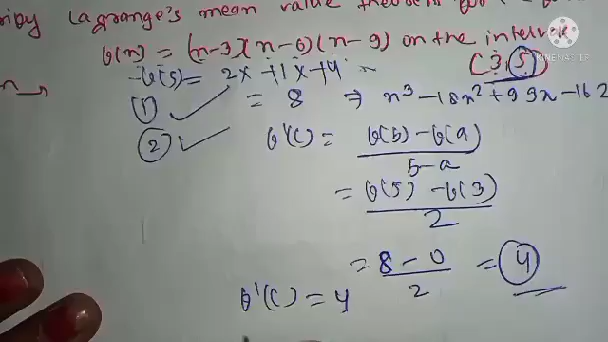 Lagrange's mean value theorem for
f(x) = (x-3)(x-6)(x-9) on the interval
[3,5]
f(5) = 2x-1x-4
(1) = 8 ⇒ x³-18x²+99x-162
(2) f'(c) = f(b)-f(a)
b-a
= f(5)-f(3)
2
= 8-0 = 4
2
f'(c) = 4
KINEMASTER